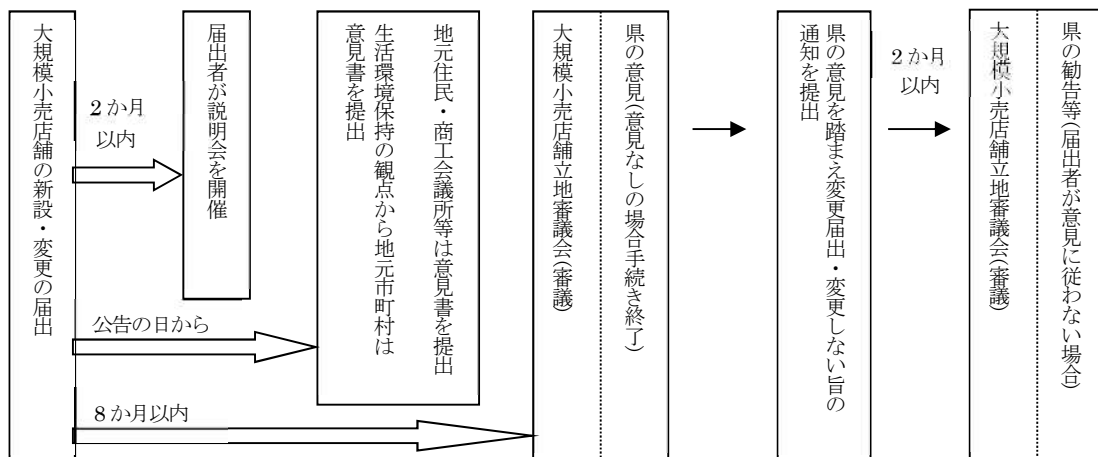 大規模小売店舗の新設・変更の届出
2か月
以内
届出者が説明会を開催
公告の日から
8か月以内
地元住民・商工会議所等は意見書を提出
生活環境保持の観点から地元市町村は
意見書を提出
県の意見(意見なしの場合手続き終了)
大規模小売店舗立地審議会(審議)
県の意見を踏まえ変更届出・変更しない旨の
通知を提出
2か月
以内
県の勧告等(届出者が意見に従わない場合)
大規模小売店舗立地審議会(審議)